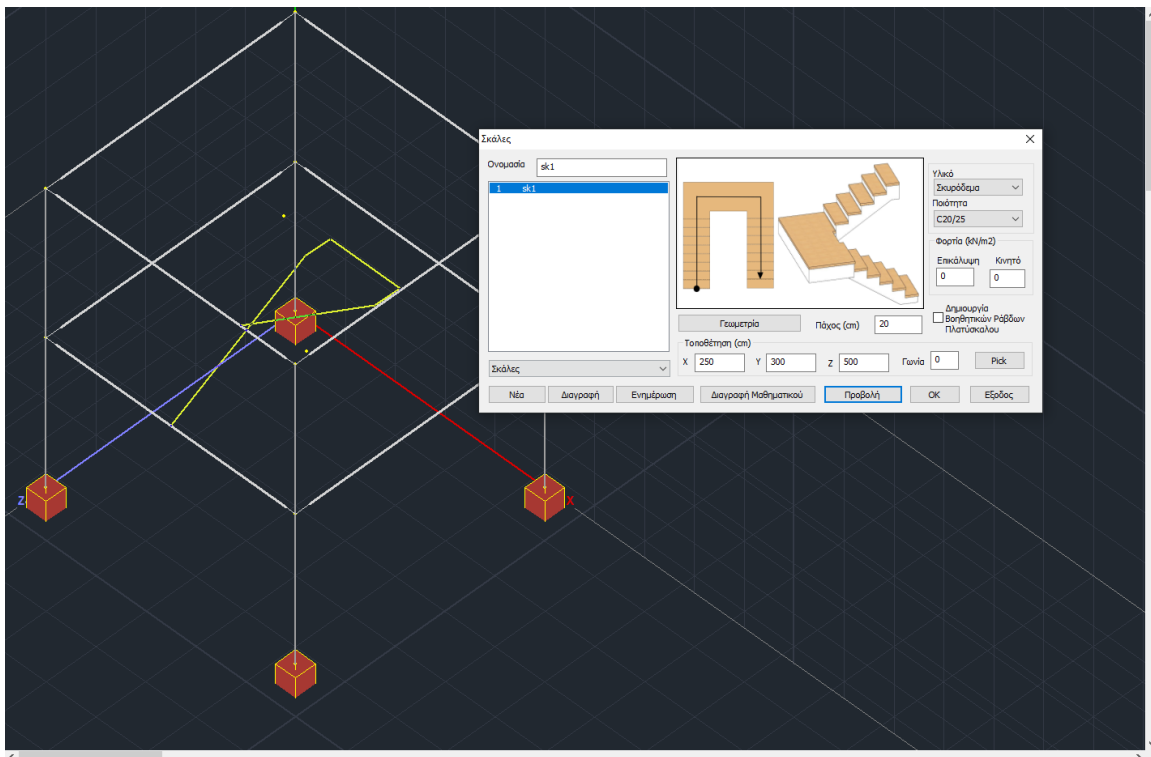 Σκάλες
Ονομασία sk1
1 sk1
Σκάλες
Υλικό
Σκυρόδεμα
Ποιότητα
C20/25
Φορτία (kN/m2)
Επικάλυψη Κινητό
0 0
Δημιουργία
Βοηθητικών Ράβδων
Πλατύσκαλου
Γεωμετρία Πάχος (cm) 20
Τοποθέτηση (cm)
X 250 Y 300 Z 500 Γωνία 0 Pick
Νέα Διαγραφή Ενημέρωση Διαγραφή Μαθηματικού Προβολή OK Εξοδος
Z
X